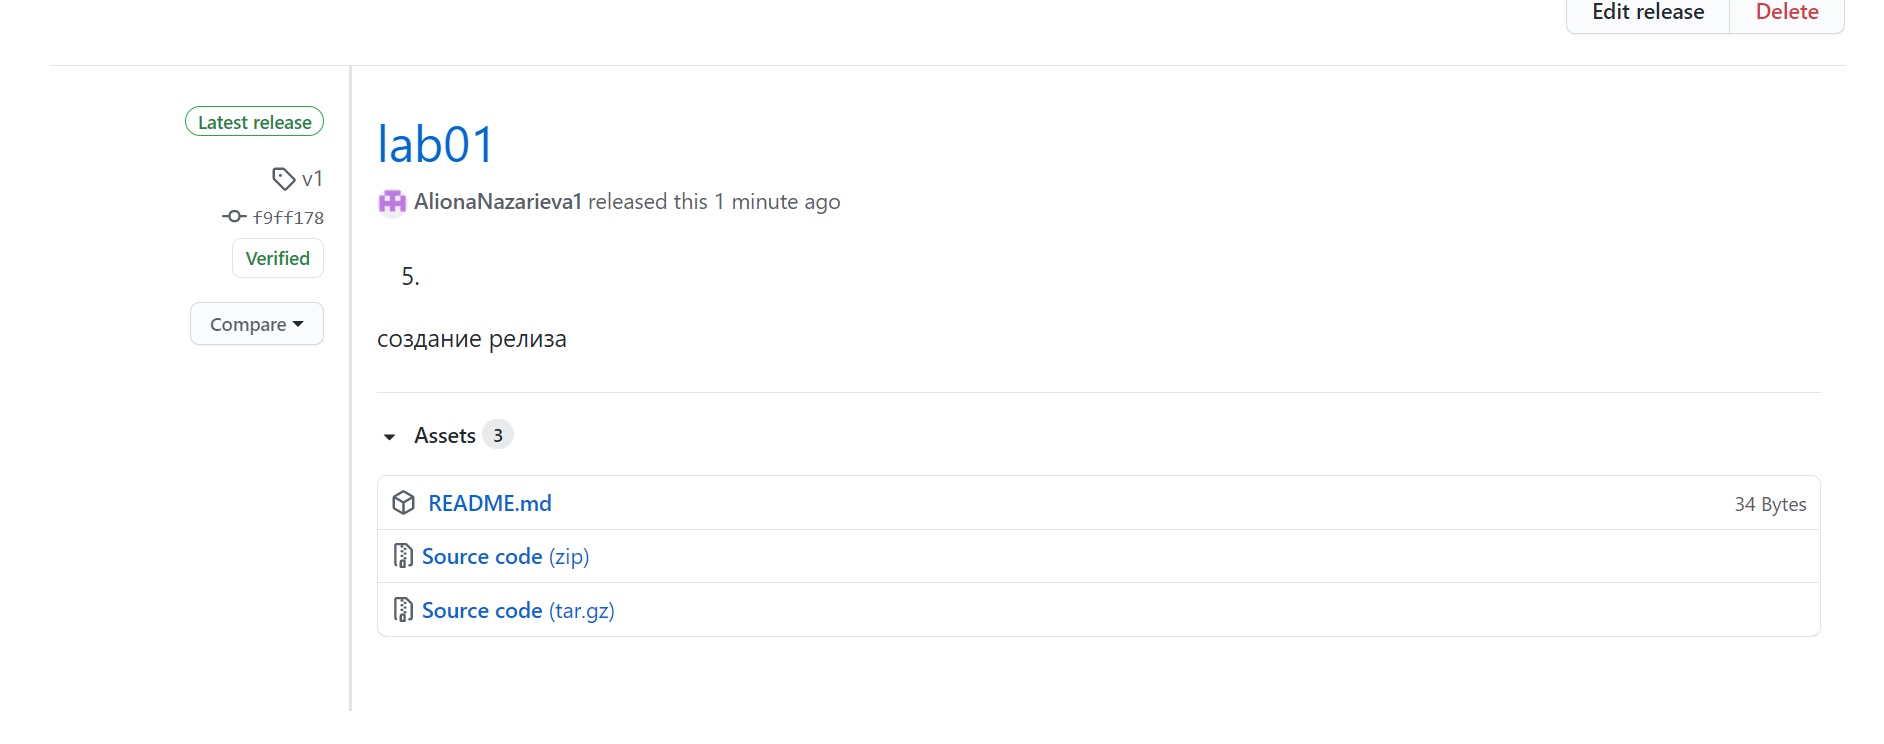 Edit release
Delete
Latest release
v1
f9ff178
Verified
Compare
lab01
AlionaNazarieva1 released this 1 minute ago
5.
создание релиза
Assets 3
README.md
34 Bytes
Source code (zip)
Source code (tar.gz)